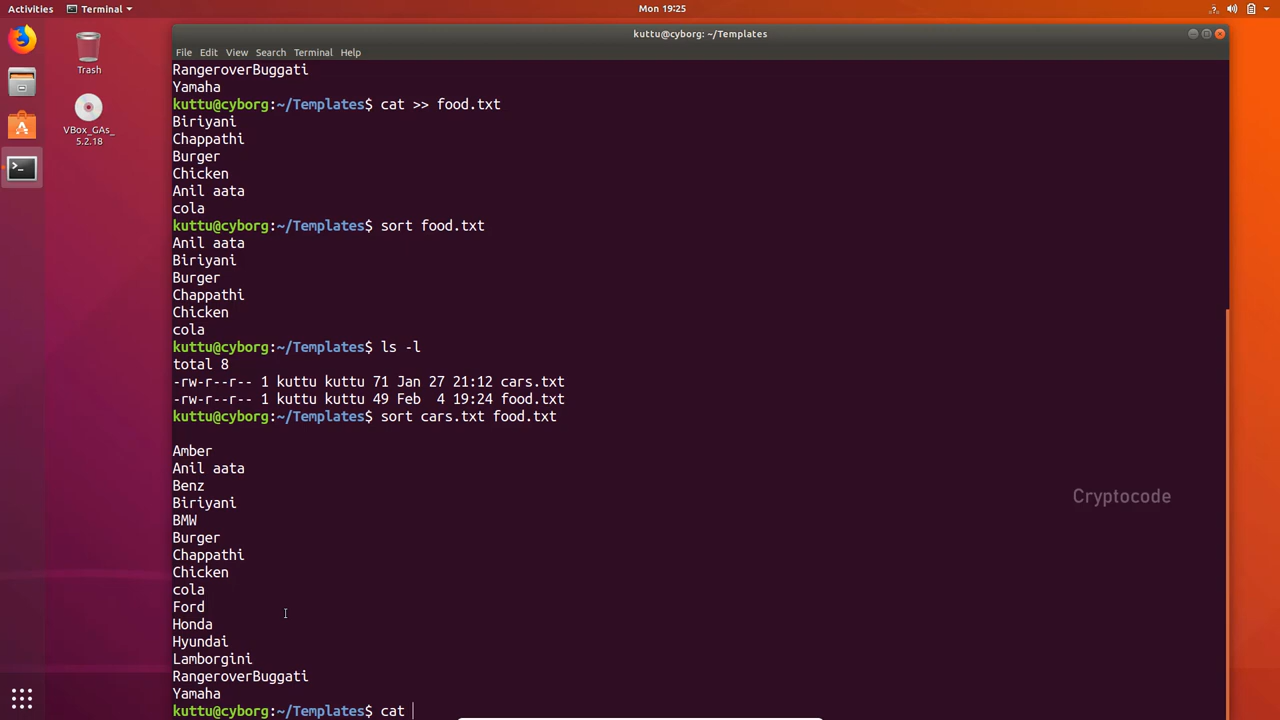 Activities
Terminal
Mon 19:25
kuttu@cyborg: ~/Templates
File Edit View Search Terminal Help
Trash
VBox_GAs_
5.2.18
RangeroverBuggati
Yamaha
kuttu@cyborg:~/Templates$ cat >> food.txt
Biriyani
Chappathi
Burger
Chicken
Anil aata
cola
kuttu@cyborg:~/Templates$ sort food.txt
Anil aata
Biriyani
Burger
Chappathi
Chicken
cola
kuttu@cyborg:~/Templates$ ls -l
total 8
-rw-r--r-- 1 kuttu kuttu 71 Jan 27 21:12 cars.txt
-rw-r--r-- 1 kuttu kuttu 49 Feb  4 19:24 food.txt
kuttu@cyborg:~/Templates$ sort cars.txt food.txt
Amber
Anil aata
Benz
Biriyani
BMW
Burger
Chappathi
Chicken
cola
Ford
Honda
Hyundai
Lamborgini
RangeroverBuggati
Yamaha
kuttu@cyborg:~/Templates$ cat
Cryptocode